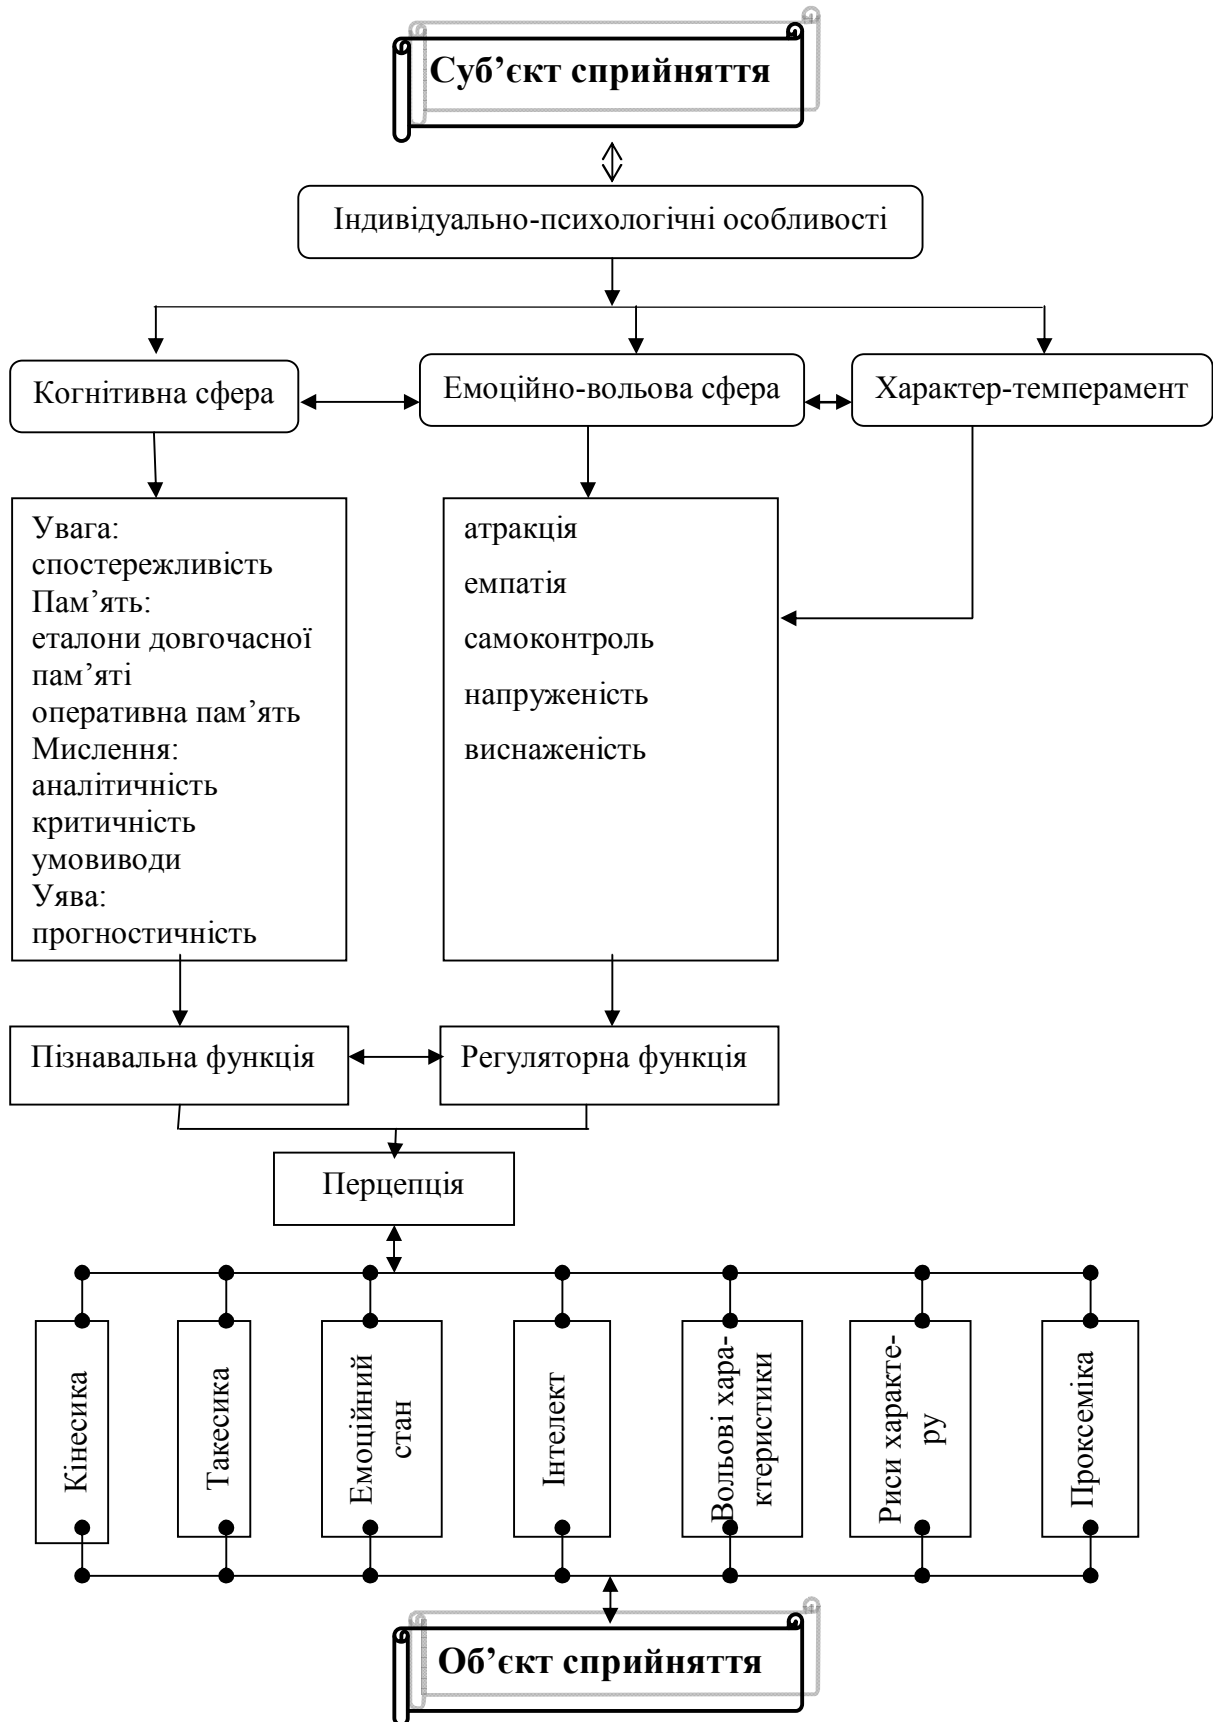 Суб’єкт сприйняття
Індивідуально-психологічні особливості
Когнітивна сфера
Емоційно-вольова сфера
Характер-темперамент
Увага:
спостережливість
Пам’ять:
еталони довгочасної
пам’яті
оперативна пам’ять
Мислення:
аналітичність
критичність
умовиводи
Уява:
прогностичність
атракція
емпатія
самоконтроль
напруженість
виснаженість
Пізнавальна функція
Регуляторна функція
Перцепція
Кінесика
Такесика
Емоційний
стан
Інтелект
Вольові хара-
ктеристики
Риси характе-
ру
Проксеміка
Об’єкт сприйняття